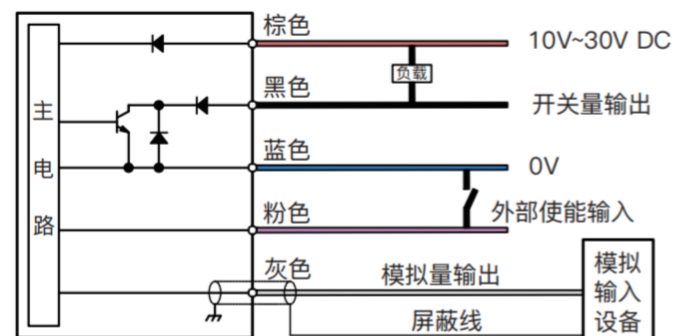 棕色
10V~30V DC
负载
黑色
开关量输出
主
电
路
蓝色
0V
粉色
外部使能输入
灰色
模拟量输出
屏蔽线
模拟
输入
设备